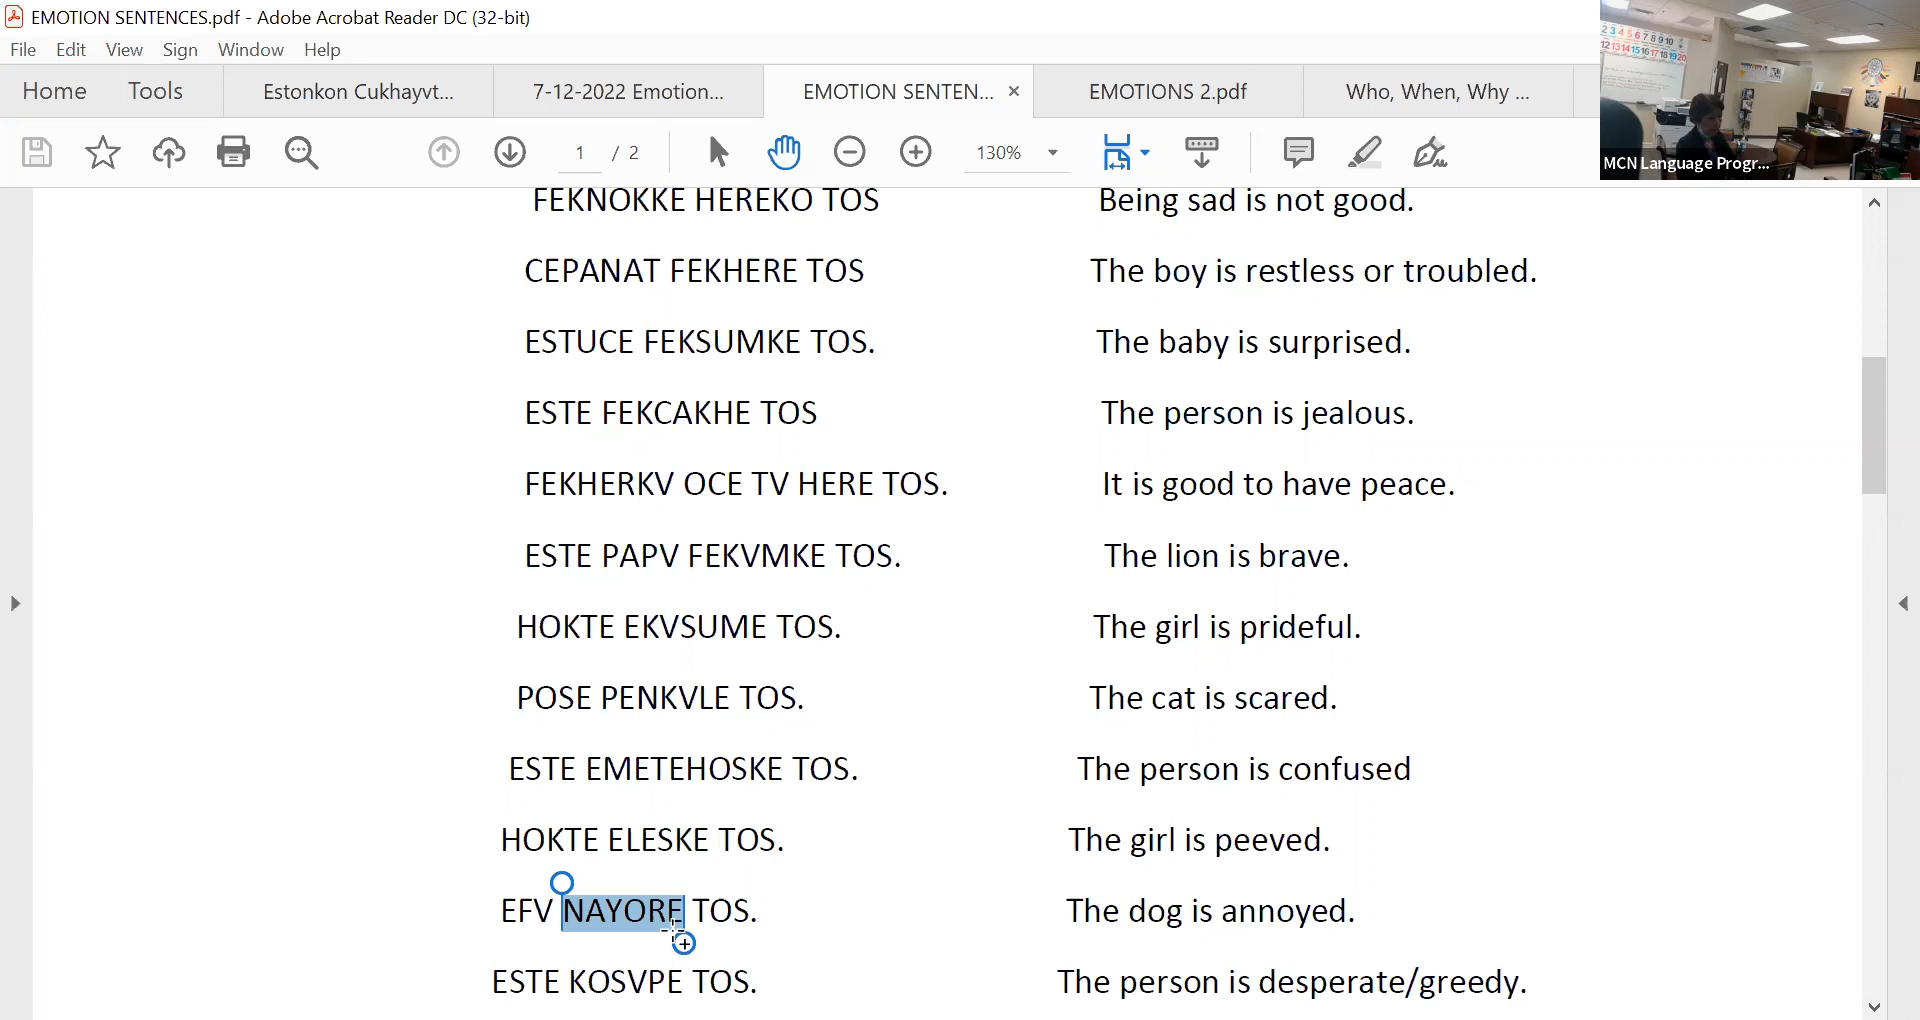 EMOTION SENTENCES.pdf - Adobe Acrobat Reader DC (32-bit)
File Edit View Sign Window Help
Home Tools Estonkon Cukhayvt... 7-12-2022 Emotion... EMOTION SENTEN... × EMOTIONS 2.pdf Who, When, Why ...
1 / 2 130%
MCN Language Progr...
FEKNOKKE HEREKO TOS Being sad is not good.
CEPANAT FEKHERE TOS The boy is restless or troubled.
ESTUCE FEKSUMKE TOS. The baby is surprised.
ESTE FEKCAKHE TOS The person is jealous.
FEKHERKV OCE TV HERE TOS. It is good to have peace.
ESTE PAPV FEKVMKE TOS. The lion is brave.
HOKTE EKVSUME TOS. The girl is prideful.
POSE PENKVLE TOS. The cat is scared.
ESTE EMETEHOSKE TOS. The person is confused
HOKTE ELESKE TOS. The girl is peeved.
EFV NAYORE TOS. The dog is annoyed.
ESTE KOSVPE TOS. The person is desperate/greedy.